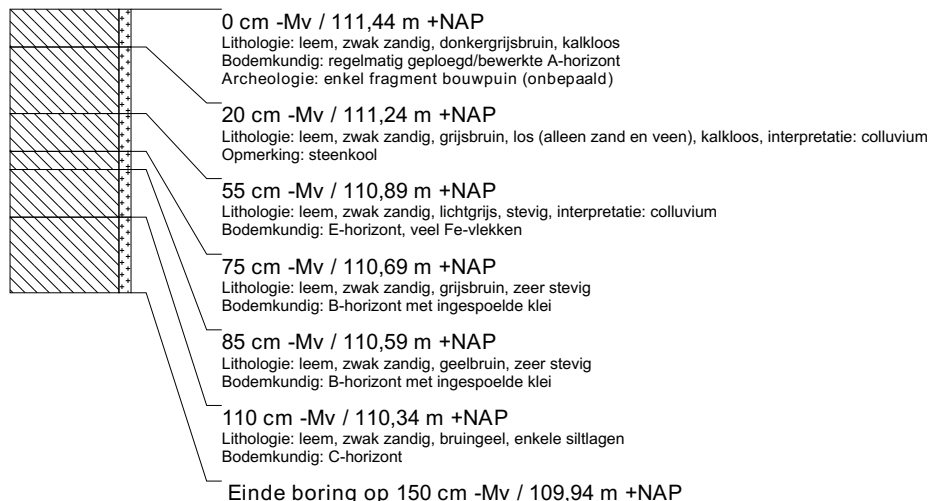 0 cm -Mv / 111,44 m +NAP
Lithologie: leem, zwak zandig, donkergrijsbruin, kalkloos
Bodemkundig: regelmatig geploegd/bewerkte A-horizont
Archeologie: enkel fragment bouwpuin (onbepaald)
20 cm -Mv / 111,24 m +NAP
Lithologie: leem, zwak zandig, grijsbruin, los (alleen zand en veen), kalkloos, interpretatie: colluvium
Opmerking: steenkool
55 cm -Mv / 110,89 m +NAP
Lithologie: leem, zwak zandig, lichtgrijs, stevig, interpretatie: colluvium
Bodemkundig: E-horizont, veel Fe-vlekken
75 cm -Mv / 110,69 m +NAP
Lithologie: leem, zwak zandig, grijsbruin, zeer stevig
Bodemkundig: B-horizont met ingespoelde klei
85 cm -Mv / 110,59 m +NAP
Lithologie: leem, zwak zandig, geelbruin, zeer stevig
Bodemkundig: B-horizont met ingespoelde klei
110 cm -Mv / 110,34 m +NAP
Lithologie: leem, zwak zandig, bruingeel, enkele siltlagen
Bodemkundig: C-horizont
Einde boring op 150 cm -Mv / 109,94 m +NAP